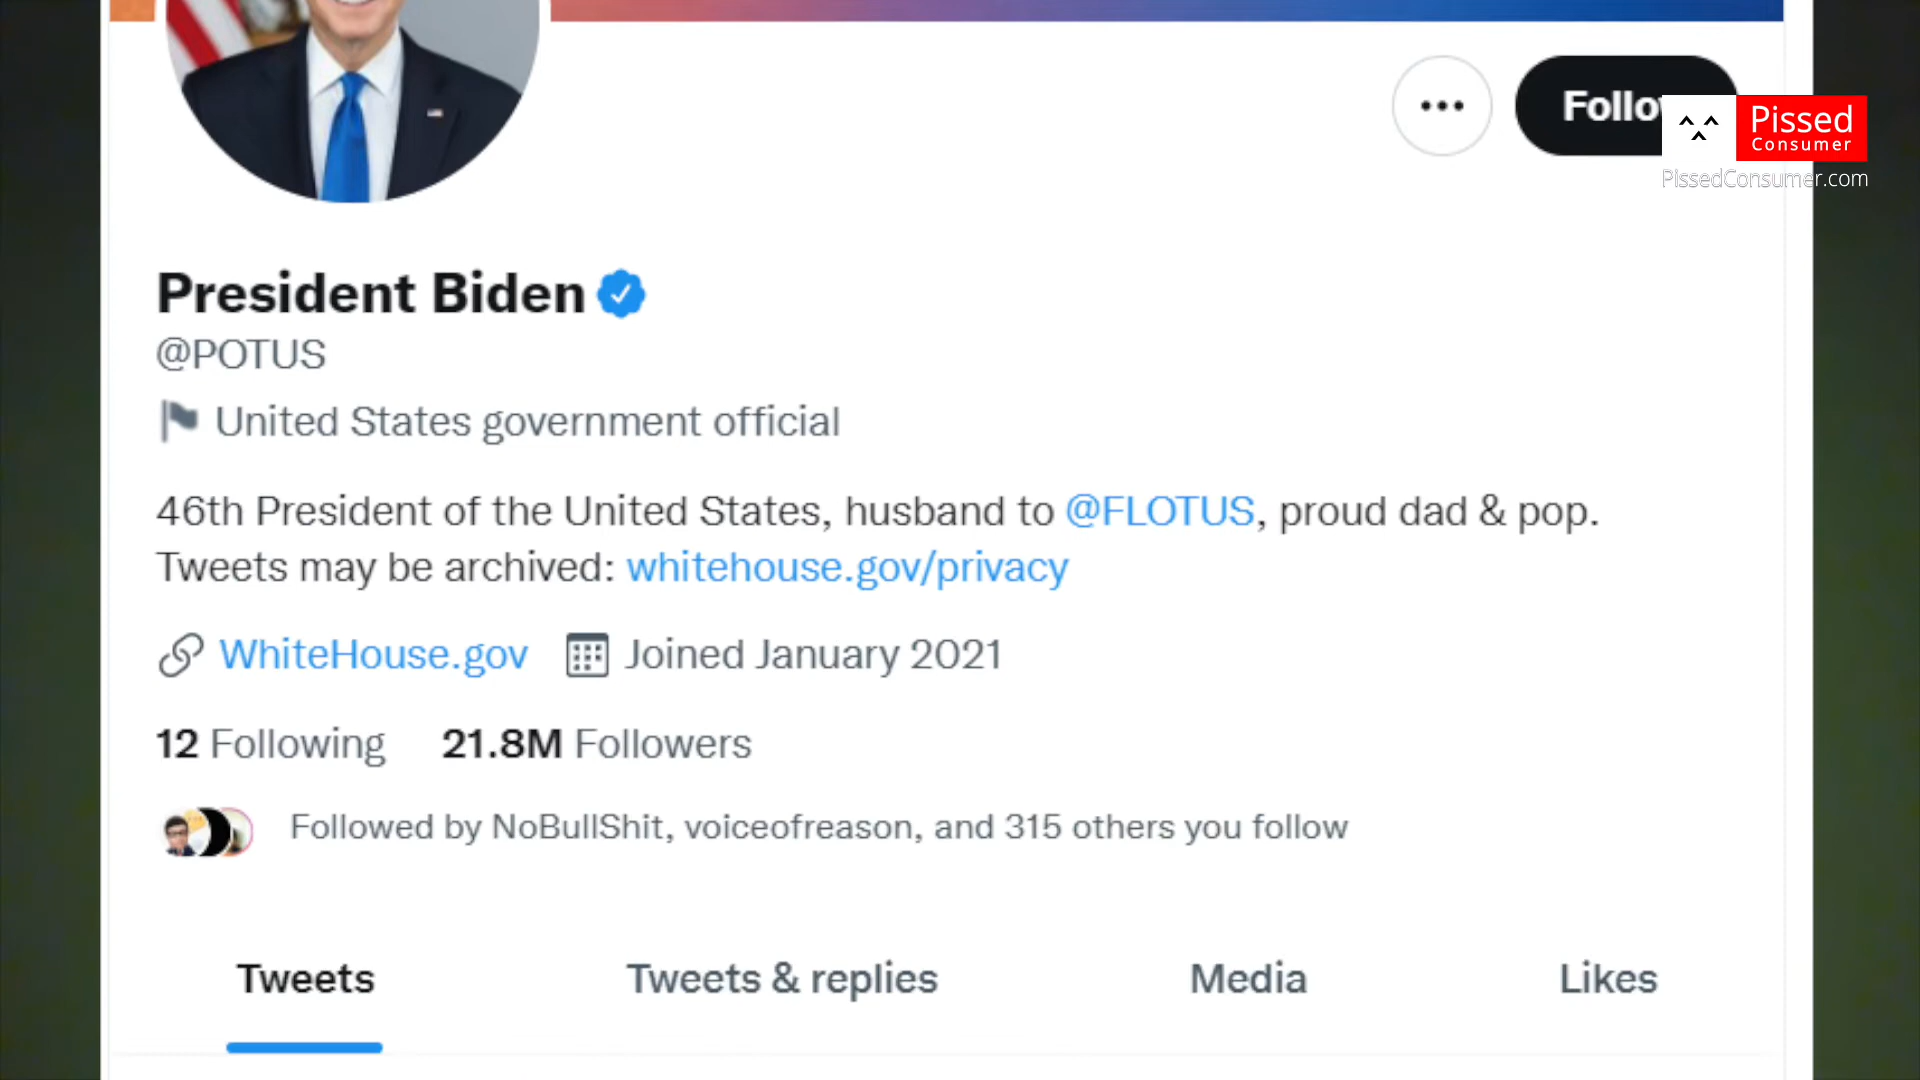 Follo
Pissed
Consumer
PissedConsumer.com
President Biden
@POTUS
United States government official
46th President of the United States, husband to @FLOTUS, proud dad & pop.
Tweets may be archived: whitehouse.gov/privacy
WhiteHouse.gov Joined January 2021
12 Following 21.8M Followers
Followed by NoBullShit, voiceofreason, and 315 others you follow
Tweets Tweets & replies Media Likes